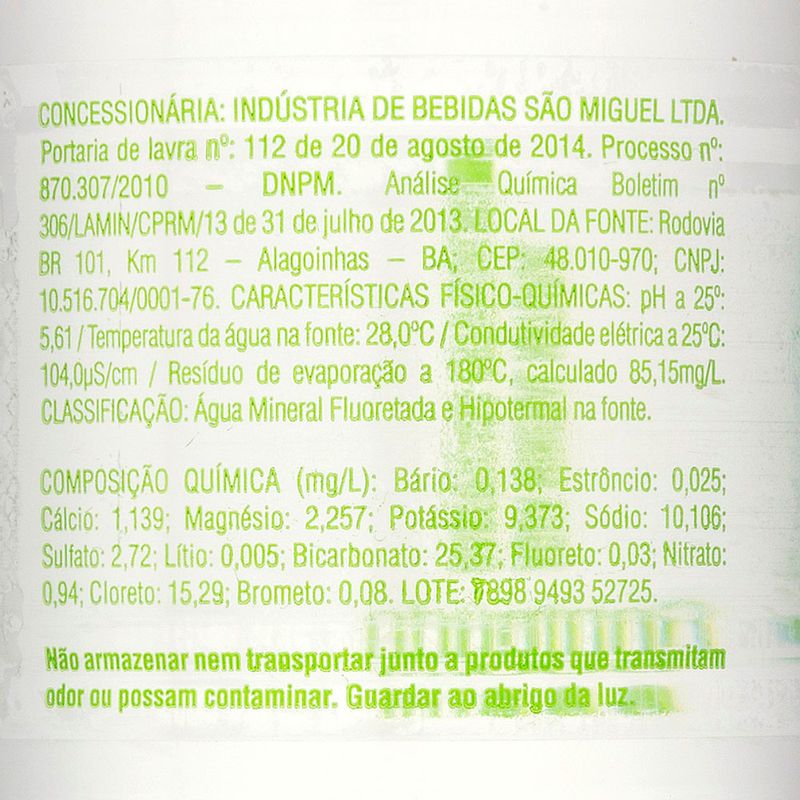 CONCESSIONÁRIA: INDÚSTRIA DE BEBIDAS SÃO MIGUEL LTDA.
Portaria de lavra nº: 112 de 20 de agosto de 2014. Processo nº:
870.307/2010 – DNPM. Análise Química Boletim nº
306/LAMIN/CPRM/13 de 31 de julho de 2013. LOCAL DA FONTE: Rodovia
BR 101, Km 112 – Alagoinhas – BA; CEP: 48.010-970; CNPJ:
10.516.704/0001-76. CARACTERÍSTICAS FÍSICO-QUÍMICAS: pH a 25º:
5,61 / Temperatura da água na fonte: 28,0ºC / Condutividade elétrica a 25ºC:
104,0µS/cm / Resíduo de evaporação a 180ºC, calculado 85,15mg/L.
CLASSIFICAÇÃO: Água Mineral Fluoretada e Hipotermal na fonte.
COMPOSIÇÃO QUÍMICA (mg/L): Bário: 0,138; Estrôncio: 0,025;
Cálcio: 1,139; Magnésio: 2,257; Potássio: 9,373; Sódio: 10,106;
Sulfato: 2,72; Lítio: 0,005; Bicarbonato: 25,37; Fluoreto: 0,03; Nitrato:
0,94; Cloreto: 15,29; Brometo: 0,08. LOTE: 7898 9493 52725.
Não armazenar nem transportar junto a produtos que transmitam
odor ou possam contaminar. Guardar ao abrigo da luz.